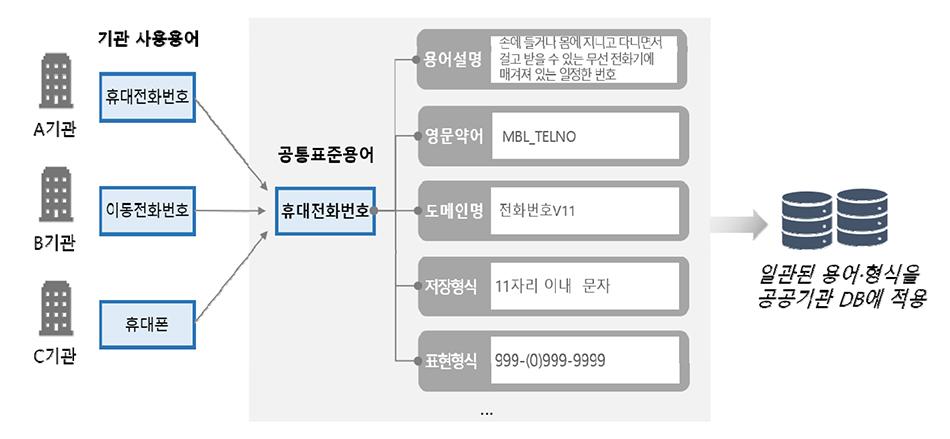 기관 사용용어
A기관
휴대전화번호
B기관
이동전화번호
C기관
휴대폰
공통표준용어
휴대전화번호
용어설명
손에 들거나 몸에 지니고 다니면서
걸고 받을 수 있는 무선 전화기에
매겨져 있는 일정한 번호
영문약어
MBL_TELNO
도메인명
전화번호V11
저장형식
11자리 이내 문자
표현형식
999-(0)999-9999
...
일관된 용어·형식을
공공기관 DB에 적용